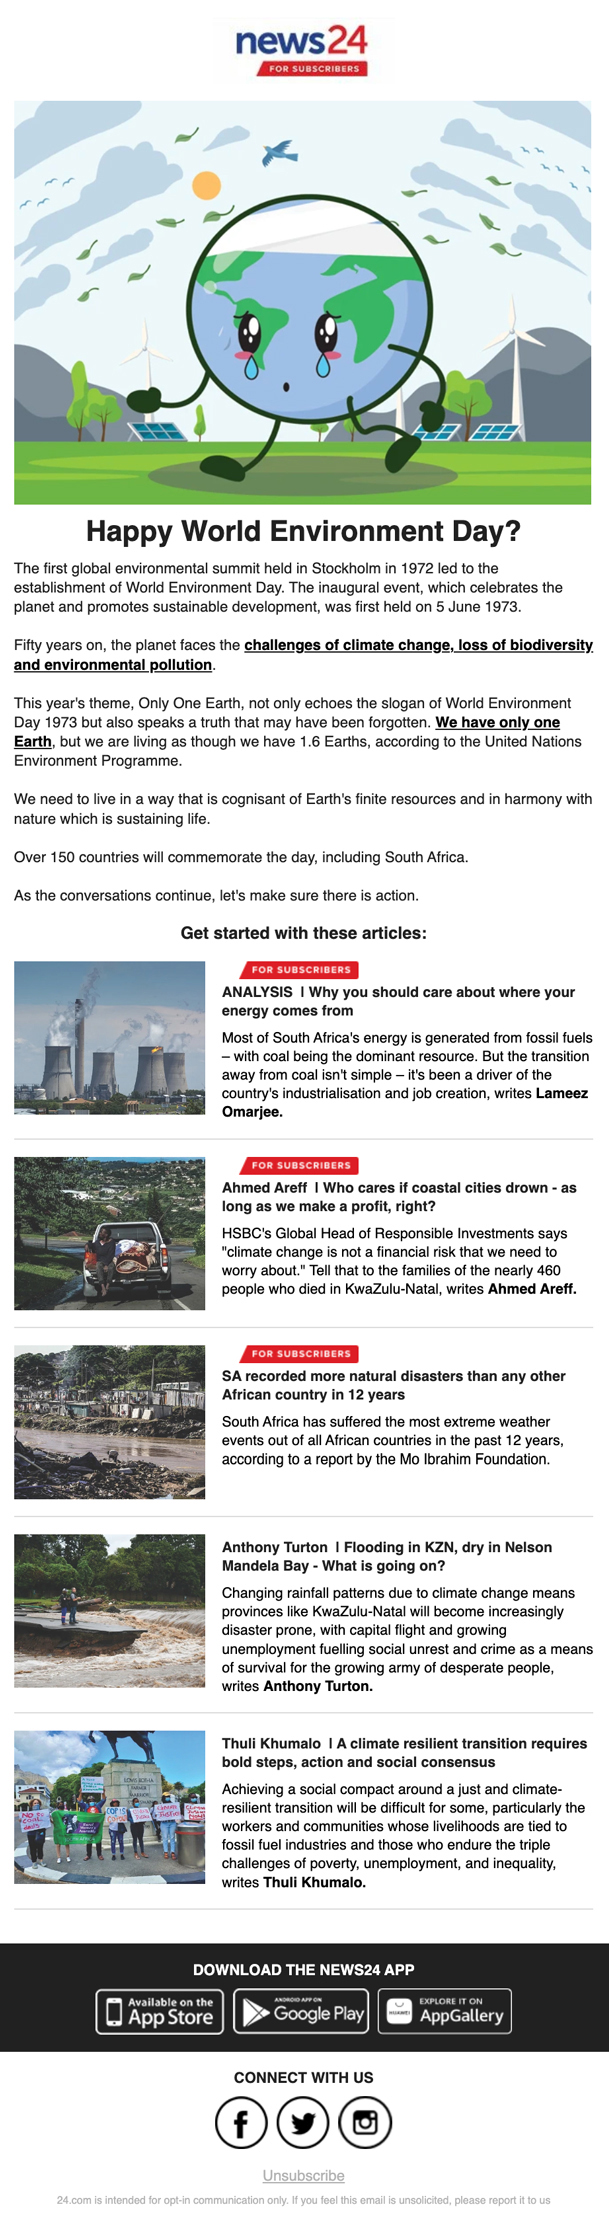 news24
FOR SUBSCRIBERS
Happy World Environment Day?
The first global environmental summit held in Stockholm in 1972 led to the
establishment of World Environment Day. The inaugural event, which celebrates the
planet and promotes sustainable development, was first held on 5 June 1973.
Fifty years on, the planet faces the challenges of climate change, loss of biodiversity
and environmental pollution.
This year's theme, Only One Earth, not only echoes the slogan of World Environment
Day 1973 but also speaks a truth that may have been forgotten. We have only one
Earth, but we are living as though we have 1.6 Earths, according to the United Nations
Environment Programme.
We need to live in a way that is cognisant of Earth's finite resources and in harmony with
nature which is sustaining life.
Over 150 countries will commemorate the day, including South Africa.
As the conversations continue, let's make sure there is action.
Get started with these articles:
FOR SUBSCRIBERS
ANALYSIS | Why you should care about where your
energy comes from
Most of South Africa's energy is generated from fossil fuels
– with coal being the dominant resource. But the transition
away from coal isn't simple – it's been a driver of the
country's industrialisation and job creation, writes Lameez
Omarjee.
FOR SUBSCRIBERS
Ahmed Areff | Who cares if coastal cities drown - as
long as we make a profit, right?
HSBC's Global Head of Responsible Investments says
"climate change is not a financial risk that we need to
worry about." Tell that to the families of the nearly 460
people who died in KwaZulu-Natal, writes Ahmed Areff.
FOR SUBSCRIBERS
SA recorded more natural disasters than any other
African country in 12 years
South Africa has suffered the most extreme weather
events out of all African countries in the past 12 years,
according to a report by the Mo Ibrahim Foundation.
Anthony Turton | Flooding in KZN, dry in Nelson
Mandela Bay - What is going on?
Changing rainfall patterns due to climate change means
provinces like KwaZulu-Natal will become increasingly
disaster prone, with capital flight and growing
unemployment fuelling social unrest and crime as a means
of survival for the growing army of desperate people,
writes Anthony Turton.
Thuli Khumalo | A climate resilient transition requires
bold steps, action and social consensus
Achieving a social compact around a just and climate-
resilient transition will be difficult for some, particularly the
workers and communities whose livelihoods are tied to
fossil fuel industries and those who endure the triple
challenges of poverty, unemployment, and inequality,
writes Thuli Khumalo.
DOWNLOAD THE NEWS24 APP
Available on the
App Store
ANDROID APP ON
Google Play
HUAWEI
EXPLORE IT ON
AppGallery
CONNECT WITH US
Unsubscribe
24.com is intended for opt-in communication only. If you feel this email is unsolicited, please report it to us